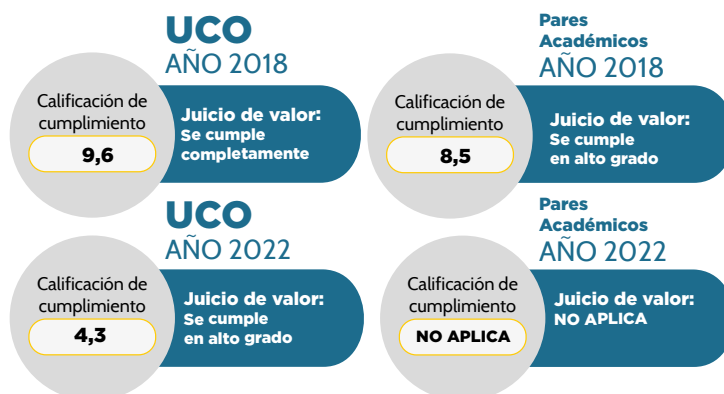 UCO
AÑO 2018
Calificación de
cumplimiento
9,6
Juicio de valor:
Se cumple
completamente
Pares
Académicos
AÑO 2018
Calificación de
cumplimiento
8,5
Juicio de valor:
Se cumple
en alto grado
UCO
AÑO 2022
Calificación de
cumplimiento
4,3
Juicio de valor:
Se cumple
en alto grado
Pares
Académicos
AÑO 2022
Calificación de
cumplimiento
NO APLICA
Juicio de valor:
NO APLICA